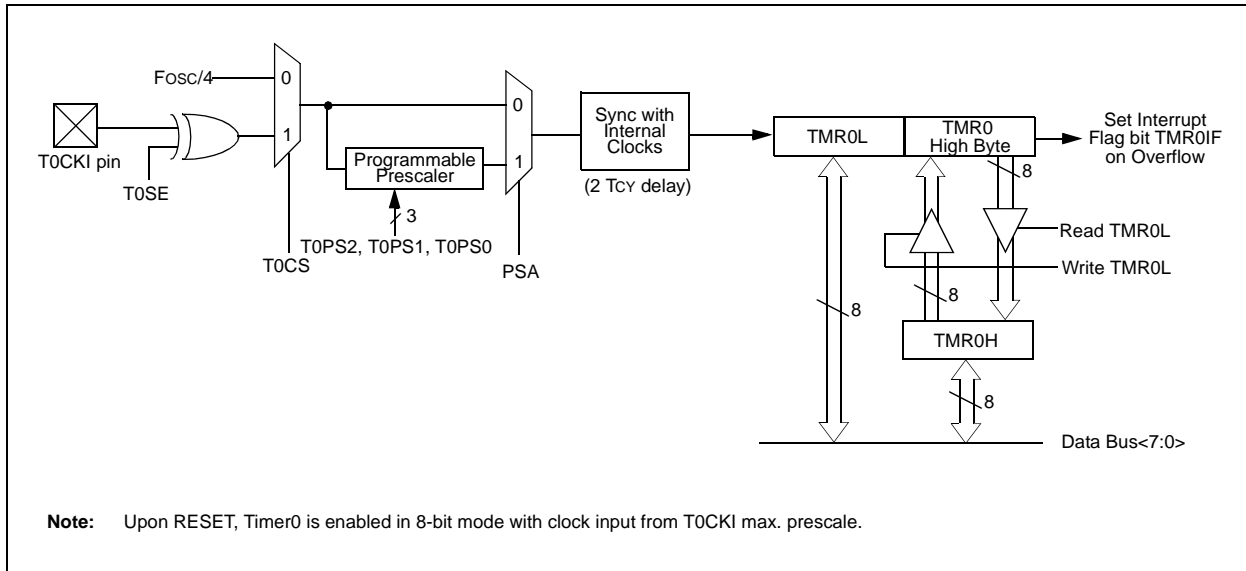 FOSC/4
0
1
T0CKI pin
T0SE
T0CS
Programmable
Prescaler
3
T0PS2, T0PS1, T0PS0
0
1
PSA
Sync with
Internal
Clocks
(2 TCY delay)
TMR0L
TMR0
High Byte
Set Interrupt
Flag bit TMR0IF
on Overflow
8
Read TMR0L
Write TMR0L
8
8
TMR0H
8
Data Bus<7:0>
Note: Upon RESET, Timer0 is enabled in 8-bit mode with clock input from T0CKI max. prescale.